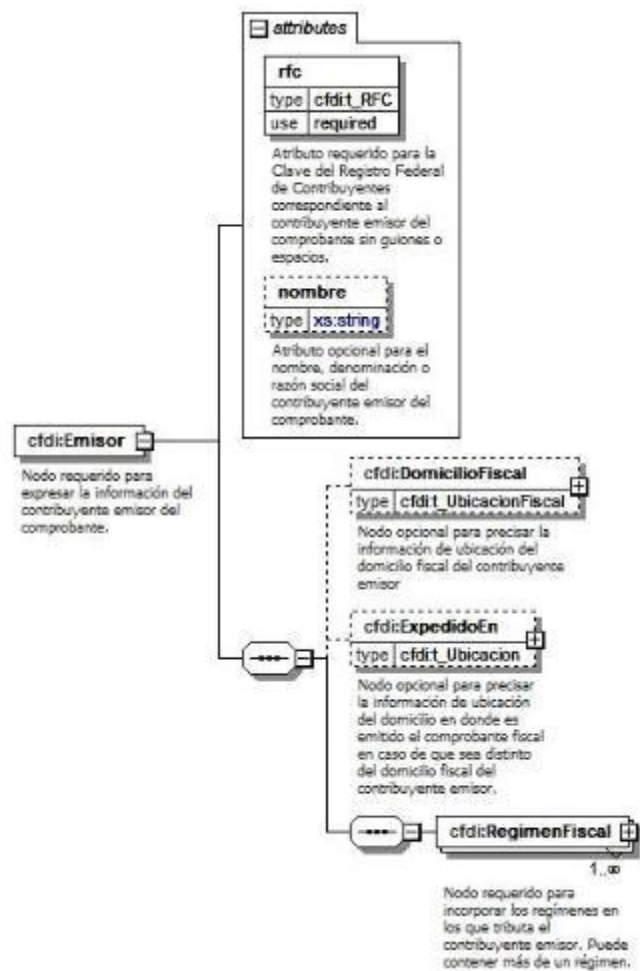 attributes
rfc
type cfdi:t_RFC
use required
Atributo requerido para la
Clave del Registro Federal
de Contribuyentes
correspondiente al
contribuyente emisor del
comprobante sin guiones o
espacios.
nombre
type xs:string
Atributo opcional para el
nombre, denominación o
razón social del
contribuyente emisor del
comprobante.
cfdi:Emisor
Nodo requerido para
expresar la información del
contribuyente emisor del
comprobante.
cfdi:DomicilioFiscal
type cfdi:t_UbicacionFiscal
Nodo opcional para precisar la
información de ubicación del
domicilio fiscal del contribuyente
emisor
cfdi:ExpedidoEn
type cfdi:t_Ubicacion
Nodo opcional para precisar
la información de ubicación
del domicilio en donde es
emitido el comprobante fiscal
en caso de que sea distinto
del domicilio fiscal del
contribuyente emisor.
cfdi:RegimenFiscal
1..∞
Nodo requerido para
incorporar los regímenes en
los que tributa el
contribuyente emisor. Puede
contener más de un régimen.